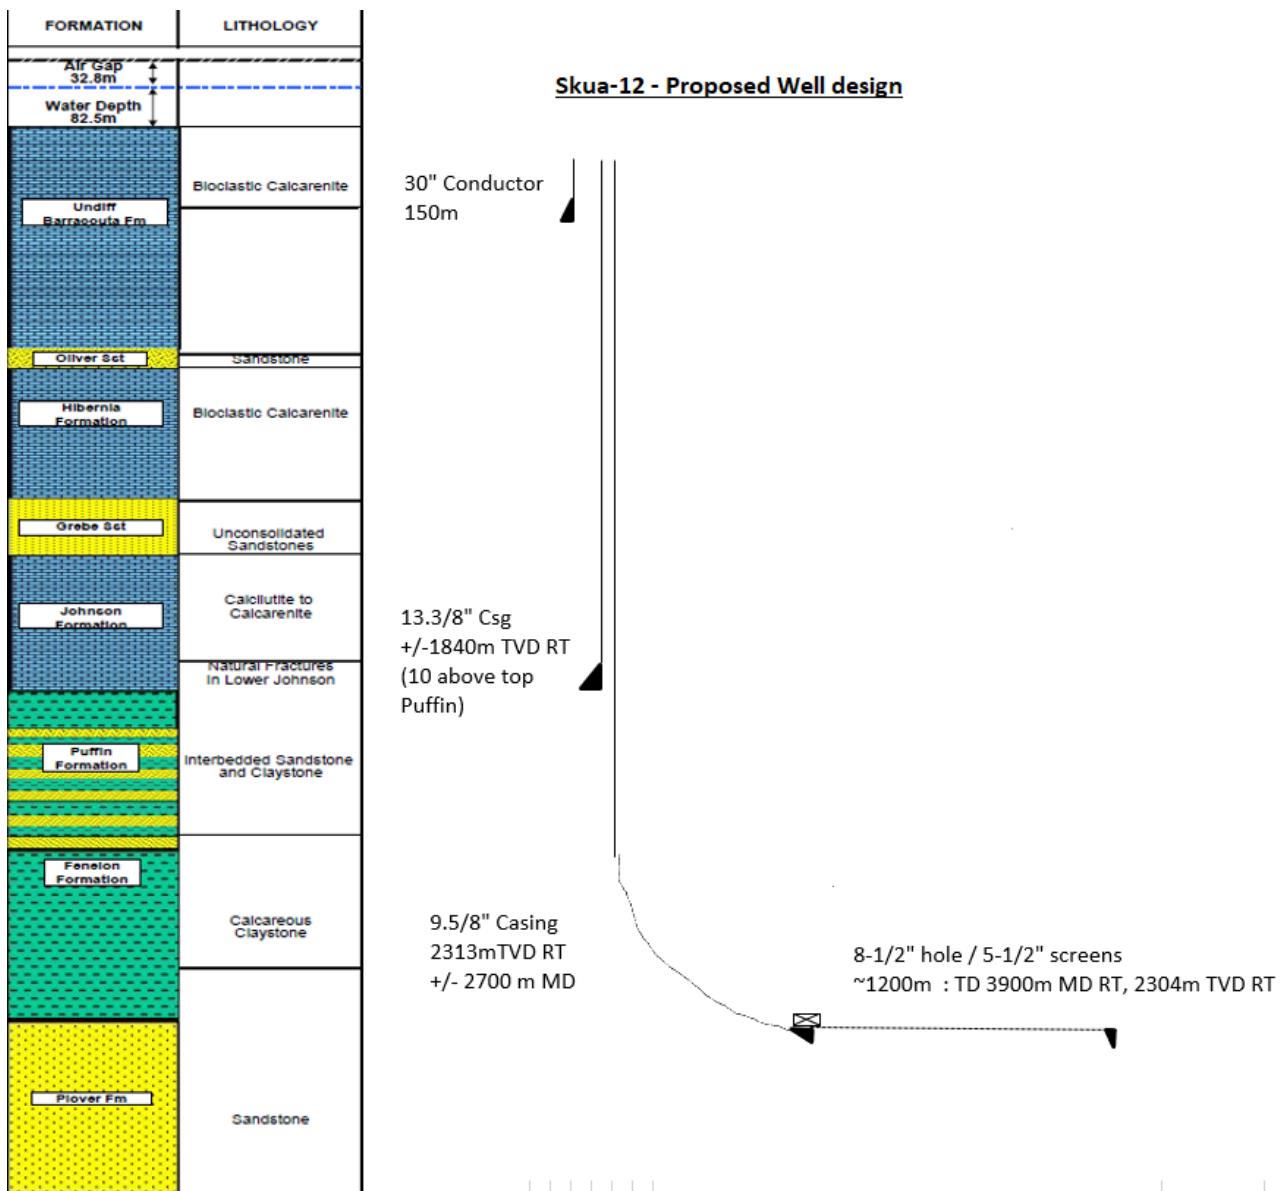 FORMATION
LITHOLOGY
Air Gap
32.8m
Water Depth
82.5m
Skua-12 - Proposed Well design
Bioclastic Calcarenite
Undiff
Barracouta Fm
30" Conductor
150m
Oliver Sst
Sandstone
Hibernia
Formation
Bioclastic Calcarenite
Grebe Sst
Unconsolidated
Sandstones
Johnson
Formation
Calcilutite to
Calcarenite
13.3/8" Csg
+/-1840m TVD RT
(10 above top
Puffin)
Natural Fractures
in Lower Johnson
Puffin
Formation
Interbedded Sandstone
and Claystone
Fenelon
Formation
Calcareous
Claystone
9.5/8" Casing
2313mTVD RT
+/- 2700 m MD
8-1/2" hole / 5-1/2" screens
~1200m : TD 3900m MD RT, 2304m TVD RT
Plover Fm
Sandstone